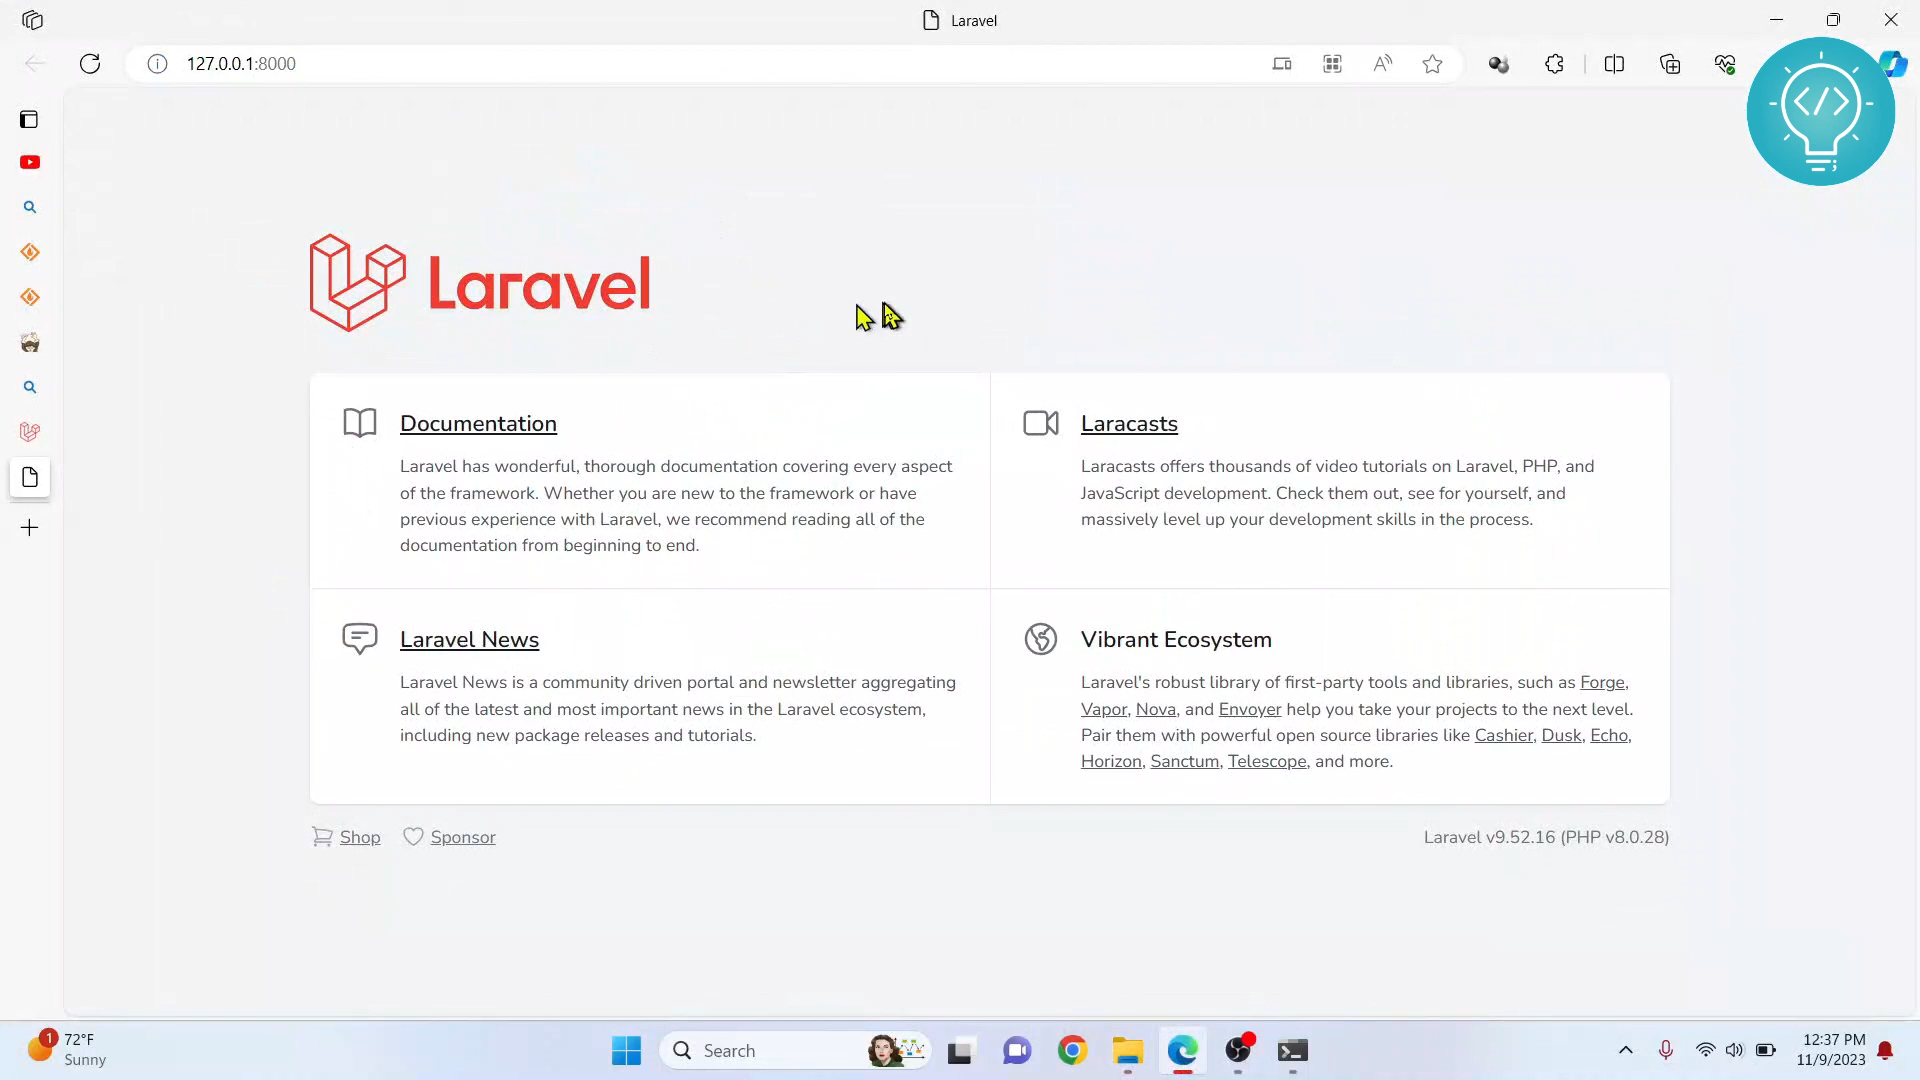 Laravel
127.0.0.1:8000
</>
;
Laravel
Documentation
Laravel has wonderful, thorough documentation covering every aspect
of the framework. Whether you are new to the framework or have
previous experience with Laravel, we recommend reading all of the
documentation from beginning to end.
Laracasts
Laracasts offers thousands of video tutorials on Laravel, PHP, and
JavaScript development. Check them out, see for yourself, and
massively level up your development skills in the process.
Laravel News
Laravel News is a community driven portal and newsletter aggregating
all of the latest and most important news in the Laravel ecosystem,
including new package releases and tutorials.
Vibrant Ecosystem
Laravel's robust library of first-party tools and libraries, such as Forge,
Vapor, Nova, and Envoyer help you take your projects to the next level.
Pair them with powerful open source libraries like Cashier, Dusk, Echo,
Horizon, Sanctum, Telescope, and more.
Shop
Sponsor
Laravel v9.52.16 (PHP v8.0.28)
1
72°F
Sunny
Search
12:37 PM
11/9/2023